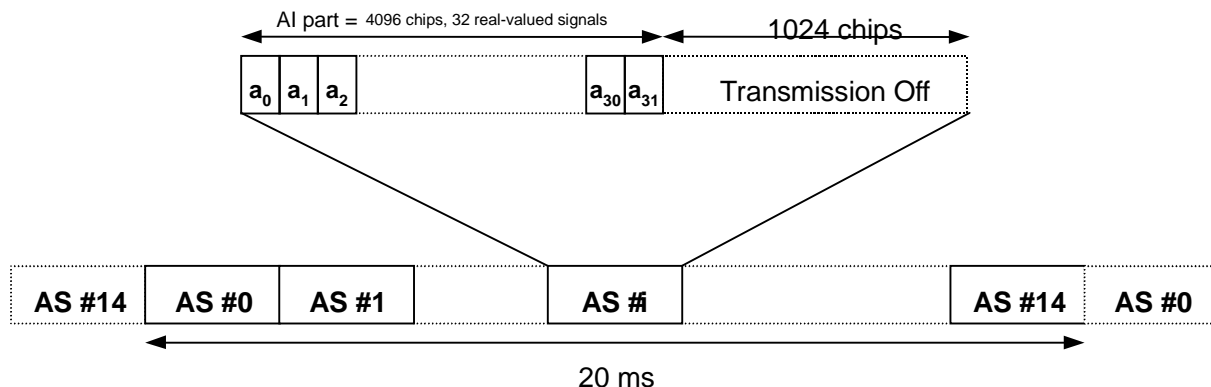 AI part = 4096 chips, 32 real-valued signals
1024 chips
a0 a1 a2 a30 a31 Transmission Off
AS #14 AS #0 AS #1 AS #i AS #14 AS #0
20 ms